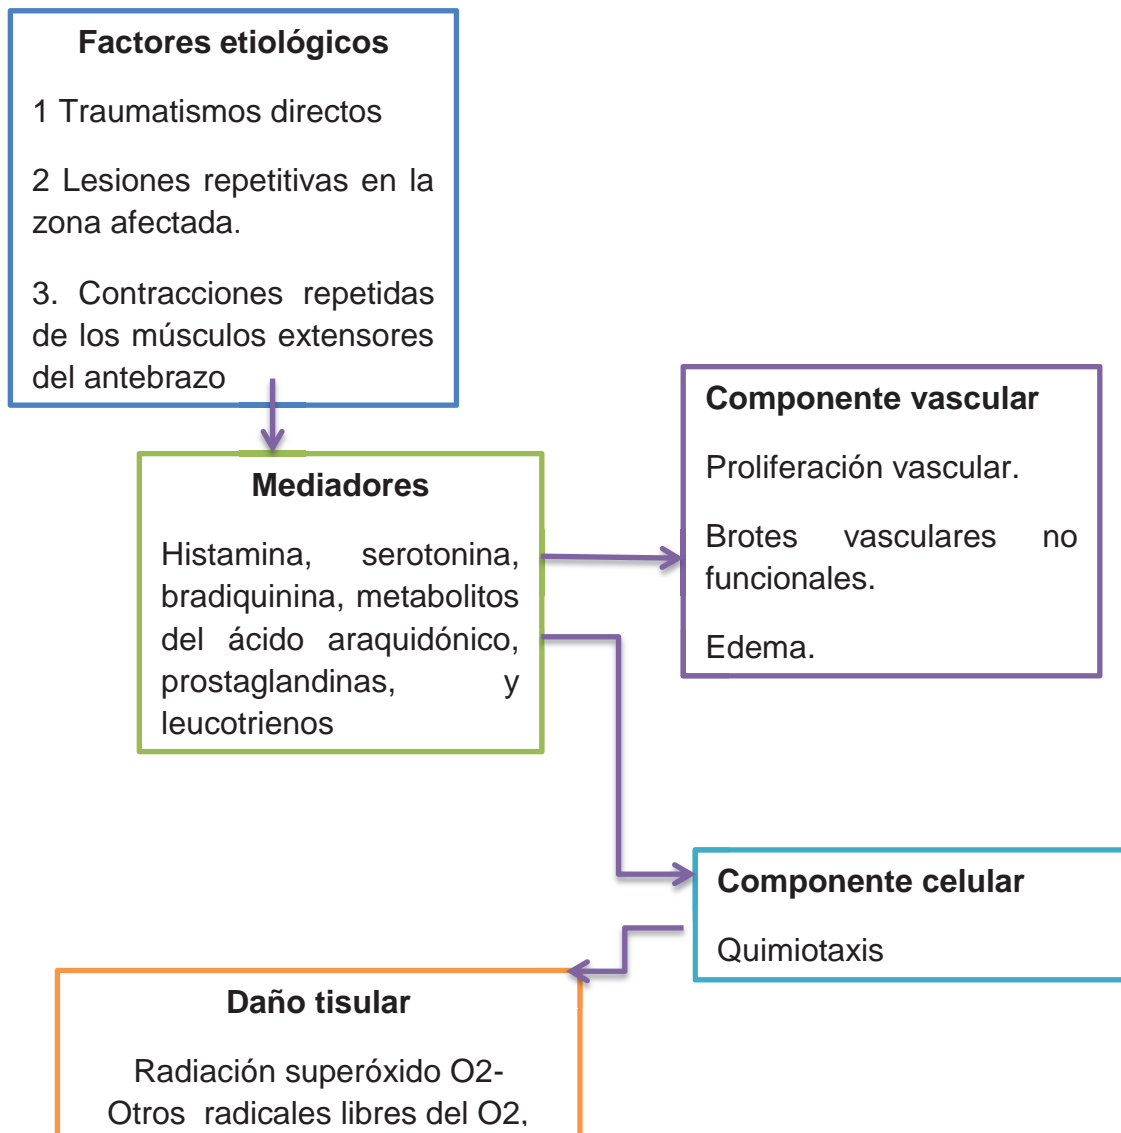 Factores etiológicos
1 Traumatismos directos
2 Lesiones repetitivas en la
zona afectada.
3. Contracciones repetidas
de los músculos extensores
del antebrazo
Mediadores
Histamina, serotonina,
bradiquinina, metabolitos
del ácido araquidónico,
prostaglandinas, y
leucotrienos
Componente vascular
Proliferación vascular.
Brotes vasculares no
funcionales.
Edema.
Componente celular
Quimiotaxis
Daño tisular
Radiación superóxido O2-
Otros radicales libres del O2,